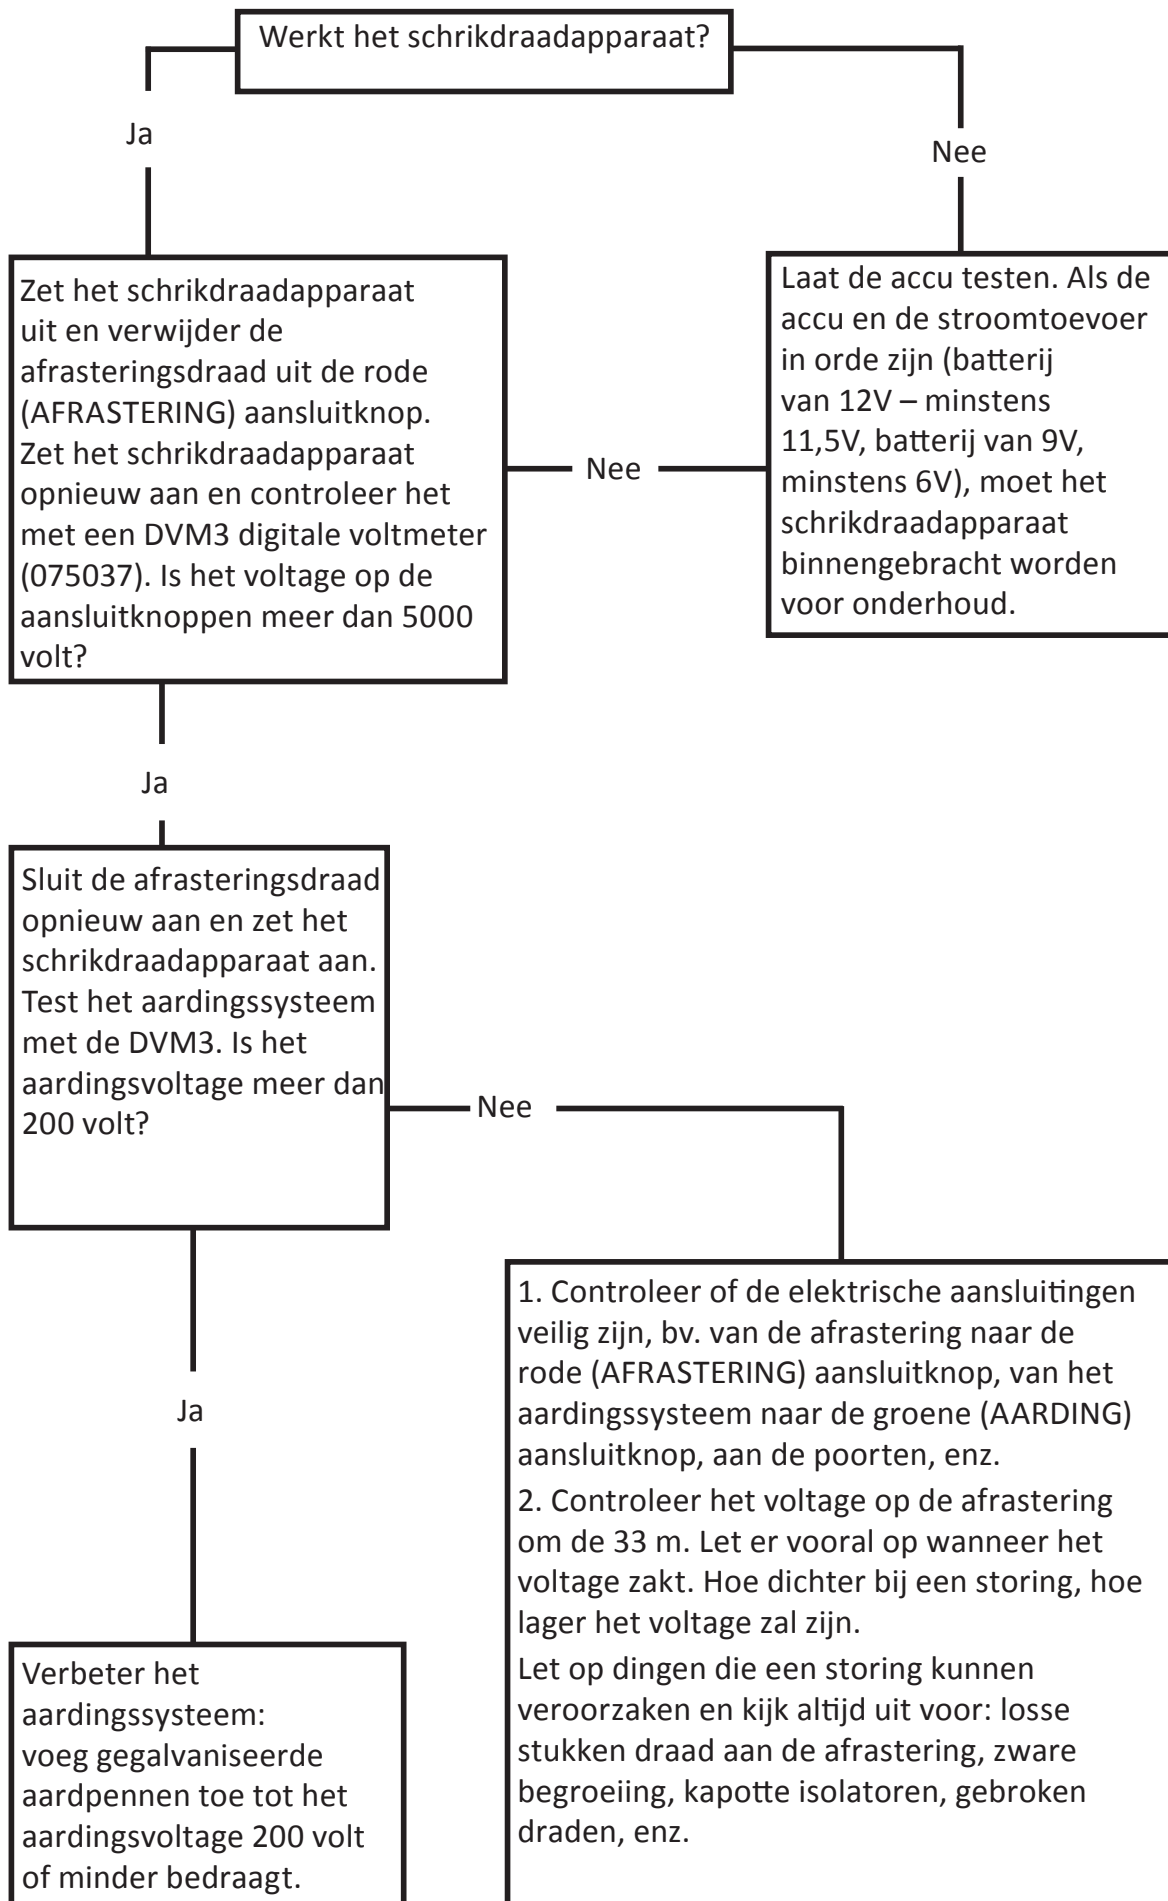 Werkt het schrikdraadapparaat?
Ja
Nee
Zet het schrikdraadapparaat
uit en verwijder de
afrasteringsdraad uit de rode
(AFRASTERING) aansluitknop.
Zet het schrikdraadapparaat
opnieuw aan en controleer het
met een DVM3 digitale voltmeter
(075037). Is het voltage op de
aansluitknoppen meer dan 5000
volt?
Nee
Laat de accu testen. Als de
accu en de stroomtoevoer
in orde zijn (batterij
van 12V – minstens
11,5V, batterij van 9V,
minstens 6V), moet het
schrikdraadapparaat
binnengebracht worden
voor onderhoud.
Ja
Sluit de afrasteringsdraad
opnieuw aan en zet het
schrikdraadapparaat aan.
Test het aardingssysteem
met de DVM3. Is het
aardingsvoltage meer dan
200 volt?
Nee
Ja
1. Controleer of de elektrische aansluitingen
veilig zijn, bv. van de afrastering naar de
rode (AFRASTERING) aansluitknop, van het
aardingssysteem naar de groene (AARDING)
aansluitknop, aan de poorten, enz.
2. Controleer het voltage op de afrastering
om de 33 m. Let er vooral op wanneer het
voltage zakt. Hoe dichter bij een storing, hoe
lager het voltage zal zijn.
Let op dingen die een storing kunnen
veroorzaken en kijk altijd uit voor: losse
stukken draad aan de afrastering, zware
begroeiing, kapotte isolatoren, gebroken
draden, enz.
Verbeter het
aardingssysteem:
voeg gegalvaniseerde
aardpennen toe tot het
aardingsvoltage 200 volt
of minder bedraagt.